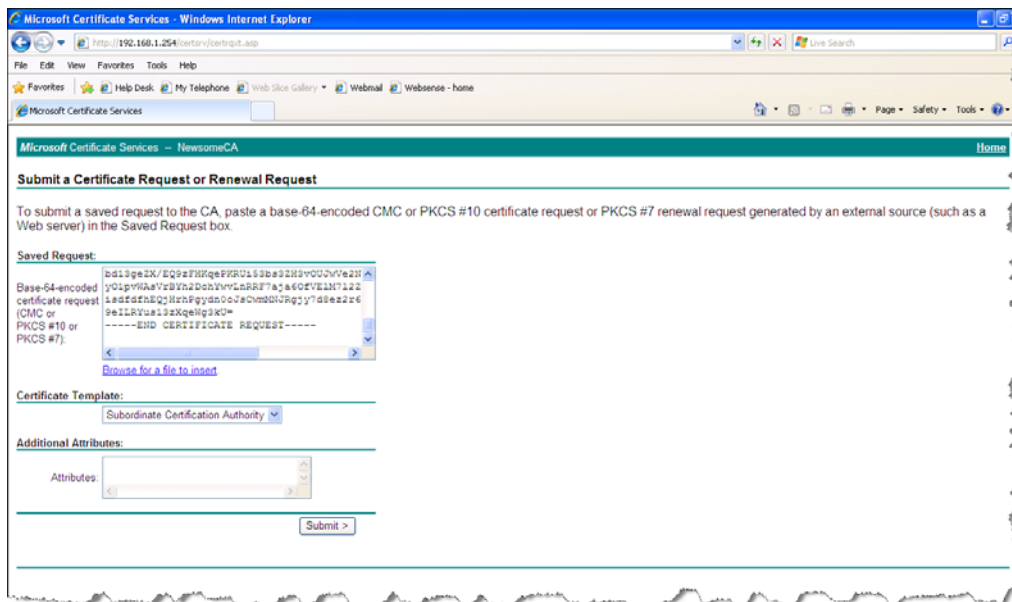 Microsoft Certificate Services - Windows Internet Explorer
http://192.168.1.254/certsrv/certrqxt.asp
Live Search
File Edit View Favorites Tools Help
Favorites Help Desk My Telephone Web Slice Gallery Webmail Websense - home
Microsoft Certificate Services
Page Safety Tools
Microsoft Certificate Services -- NewsomeCA Home
Submit a Certificate Request or Renewal Request
To submit a saved request to the CA, paste a base-64-encoded CMC or PKCS #10 certificate request or PKCS #7 renewal request generated by an external source (such as a
Web server) in the Saved Request box.
Saved Request:
Base-64-encoded
certificate request
(CMC or
PKCS #10 or
PKCS #7):
-----END CERTIFICATE REQUEST-----
Browse for a file to insert.
Certificate Template:
Subordinate Certification Authority
Additional Attributes:
Attributes:
Submit >